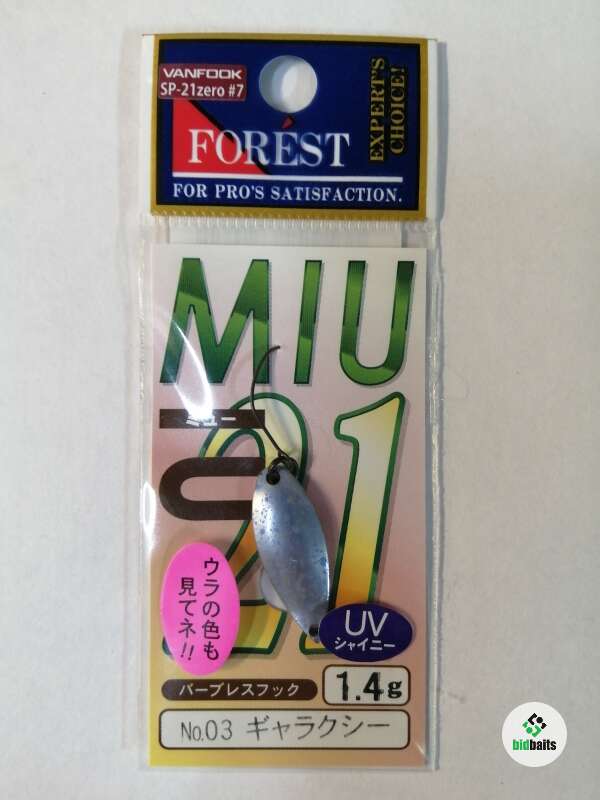 VANFOOK
SP-21zero #7
FORÉST
EXPERT'S
CHOICE!
FOR PRO'S SATISFACTION.
MIU
ミュー
21
ウラの色も
見てネ!!
UV
シャイニー
バーブレスフック
1.4g
No.03 ギャラクシー
bidbaits